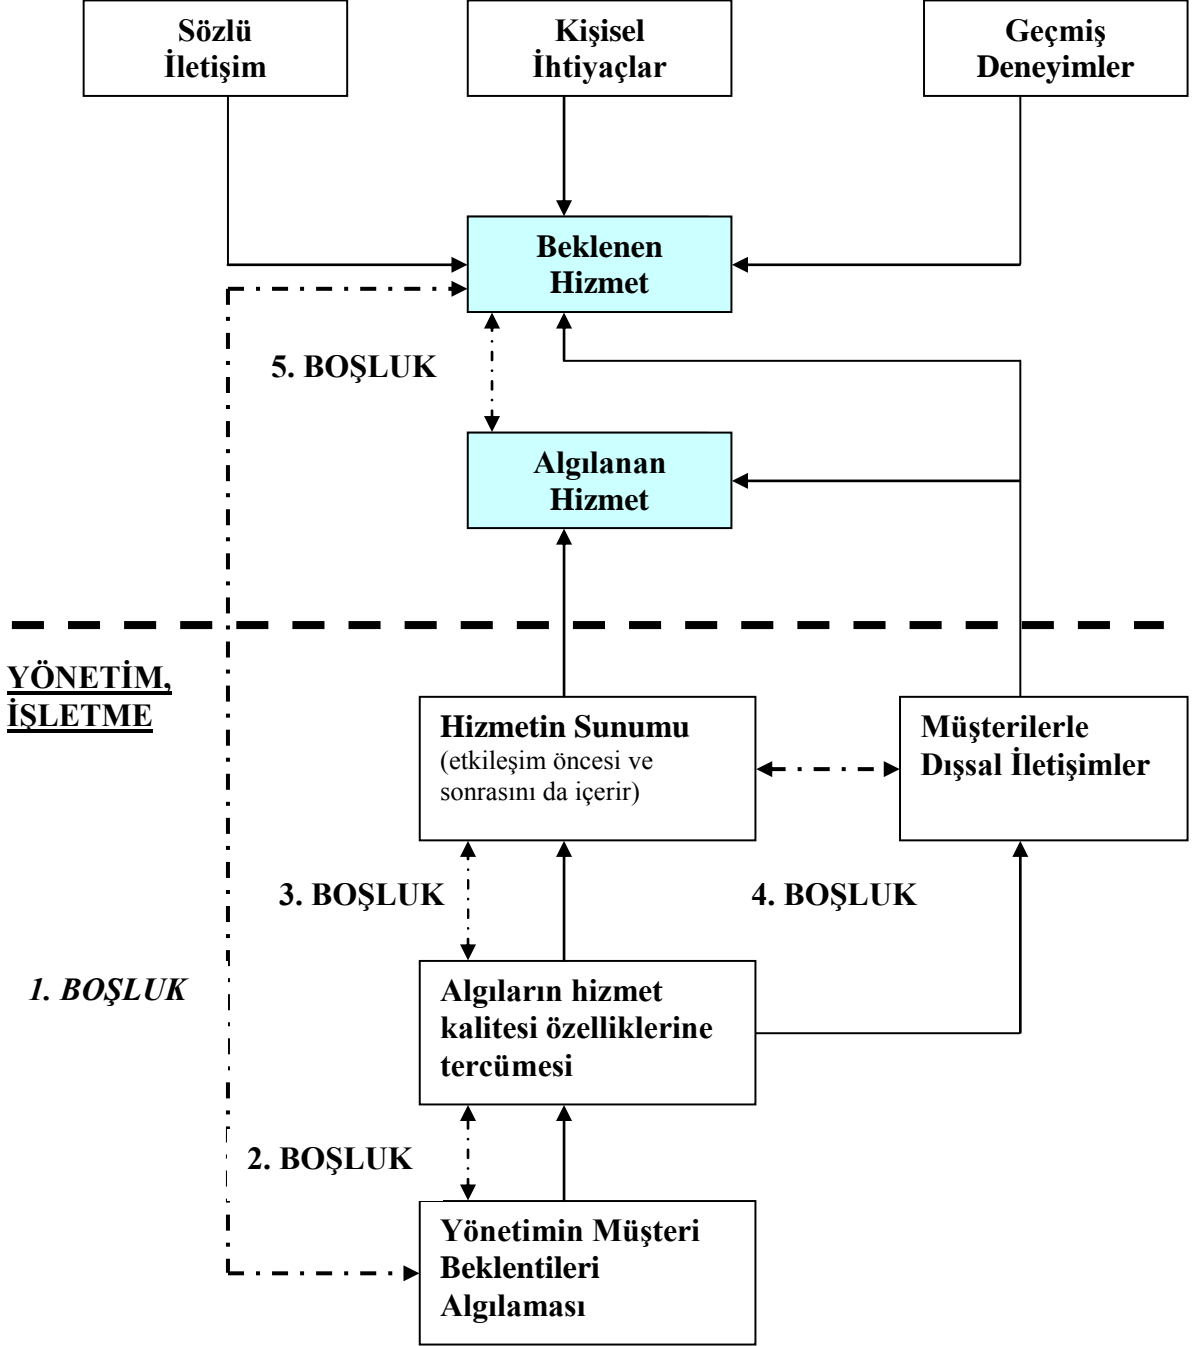 Sözlü
İletişim
Kişisel
İhtiyaçlar
Geçmiş
Deneyimler
Beklenen
Hizmet
5. BOŞLUK
Algılanan
Hizmet
YÖNETİM,
İŞLETME
Hizmetin Sunumu
(etkileşim öncesi ve
sonrasını da içerir)
Müşterilerle
Dışsal İletişimler
3. BOŞLUK
4. BOŞLUK
1. BOŞLUK
Algıların hizmet
kalitesi özelliklerine
tercümesi
2. BOŞLUK
Yönetimin Müşteri
Beklentileri
Algılaması